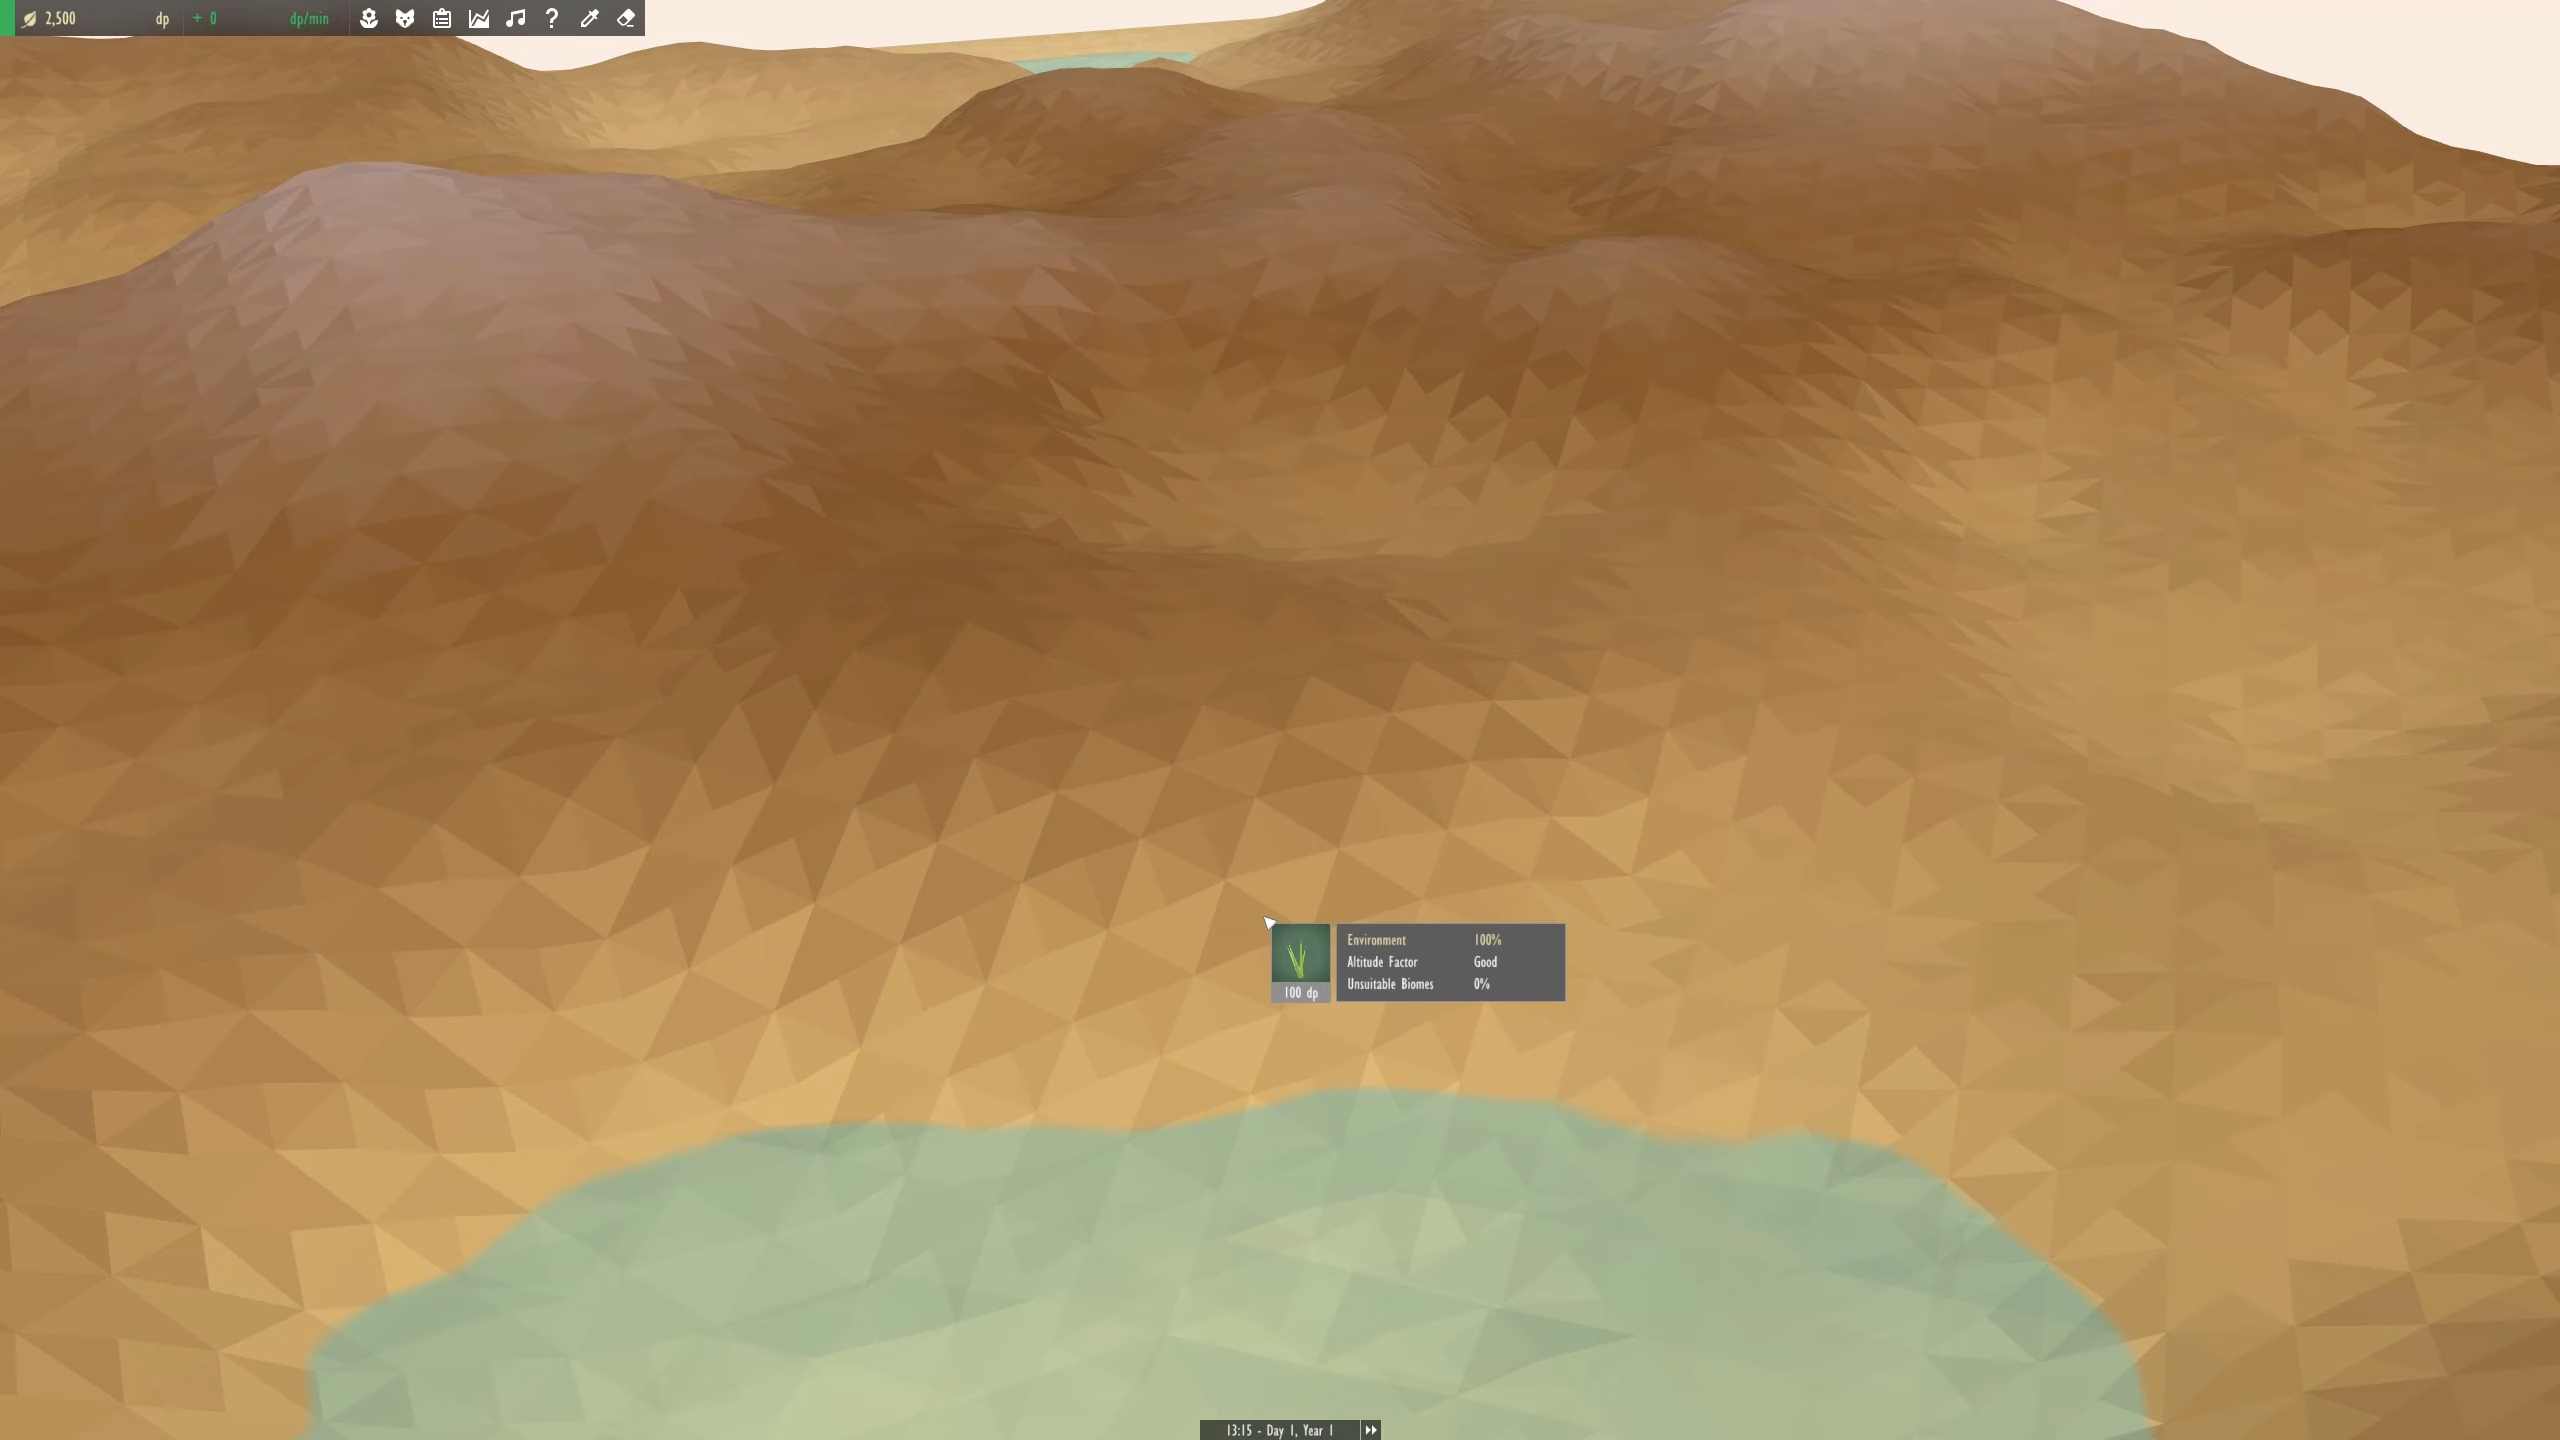 2,500 dp + 0 dp/min ?
Environment 100%
Altitude Factor Good
Unsuitable Biomes 0%
100 dp
13:15 - Day 1, Year 1